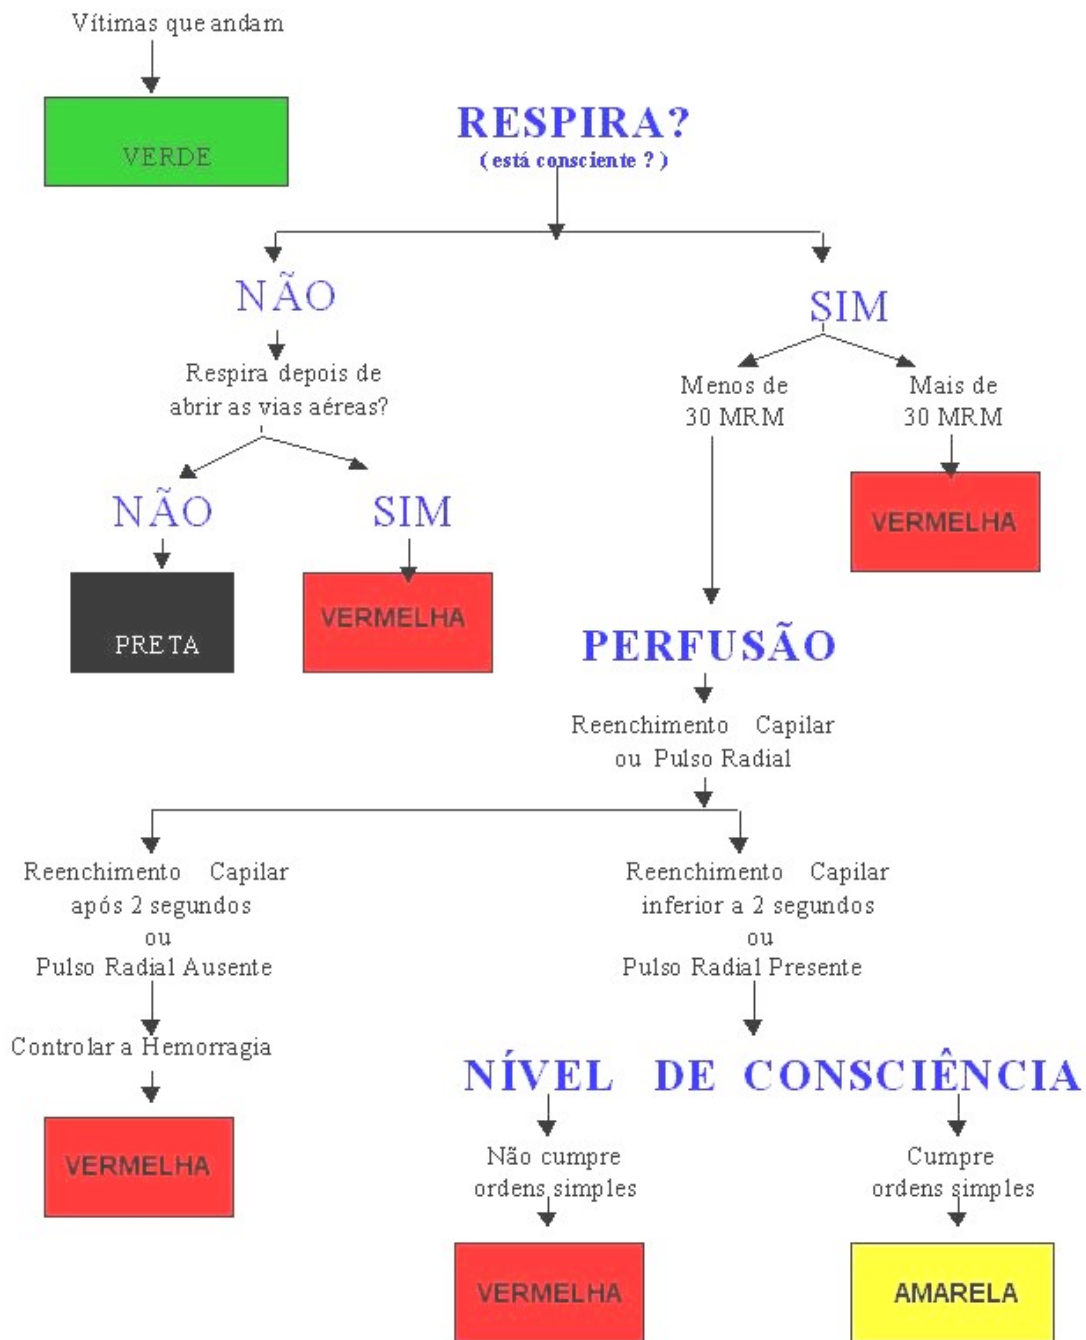 Vítimas que andam
VERDE
RESPIRA?
(está consciente ?)
NÃO
SIM
Respira depois de
abrir as vias aéreas?
Menos de
30 MRM
Mais de
30 MRM
NÃO
SIM
VERMELHA
PRETA
VERMELHA
PERFUSÃO
Reenchimento Capilar
ou Pulso Radial
Reenchimento Capilar
após 2 segundos
ou
Pulso Radial Ausente
Reenchimento Capilar
inferior a 2 segundos
ou
Pulso Radial Presente
Controlar a Hemorragia
NÍVEL DE CONSCIÊNCIA
VERMELHA
Não cumpre
ordens simples
Cumpre
ordens simples
VERMELHA
AMARELA